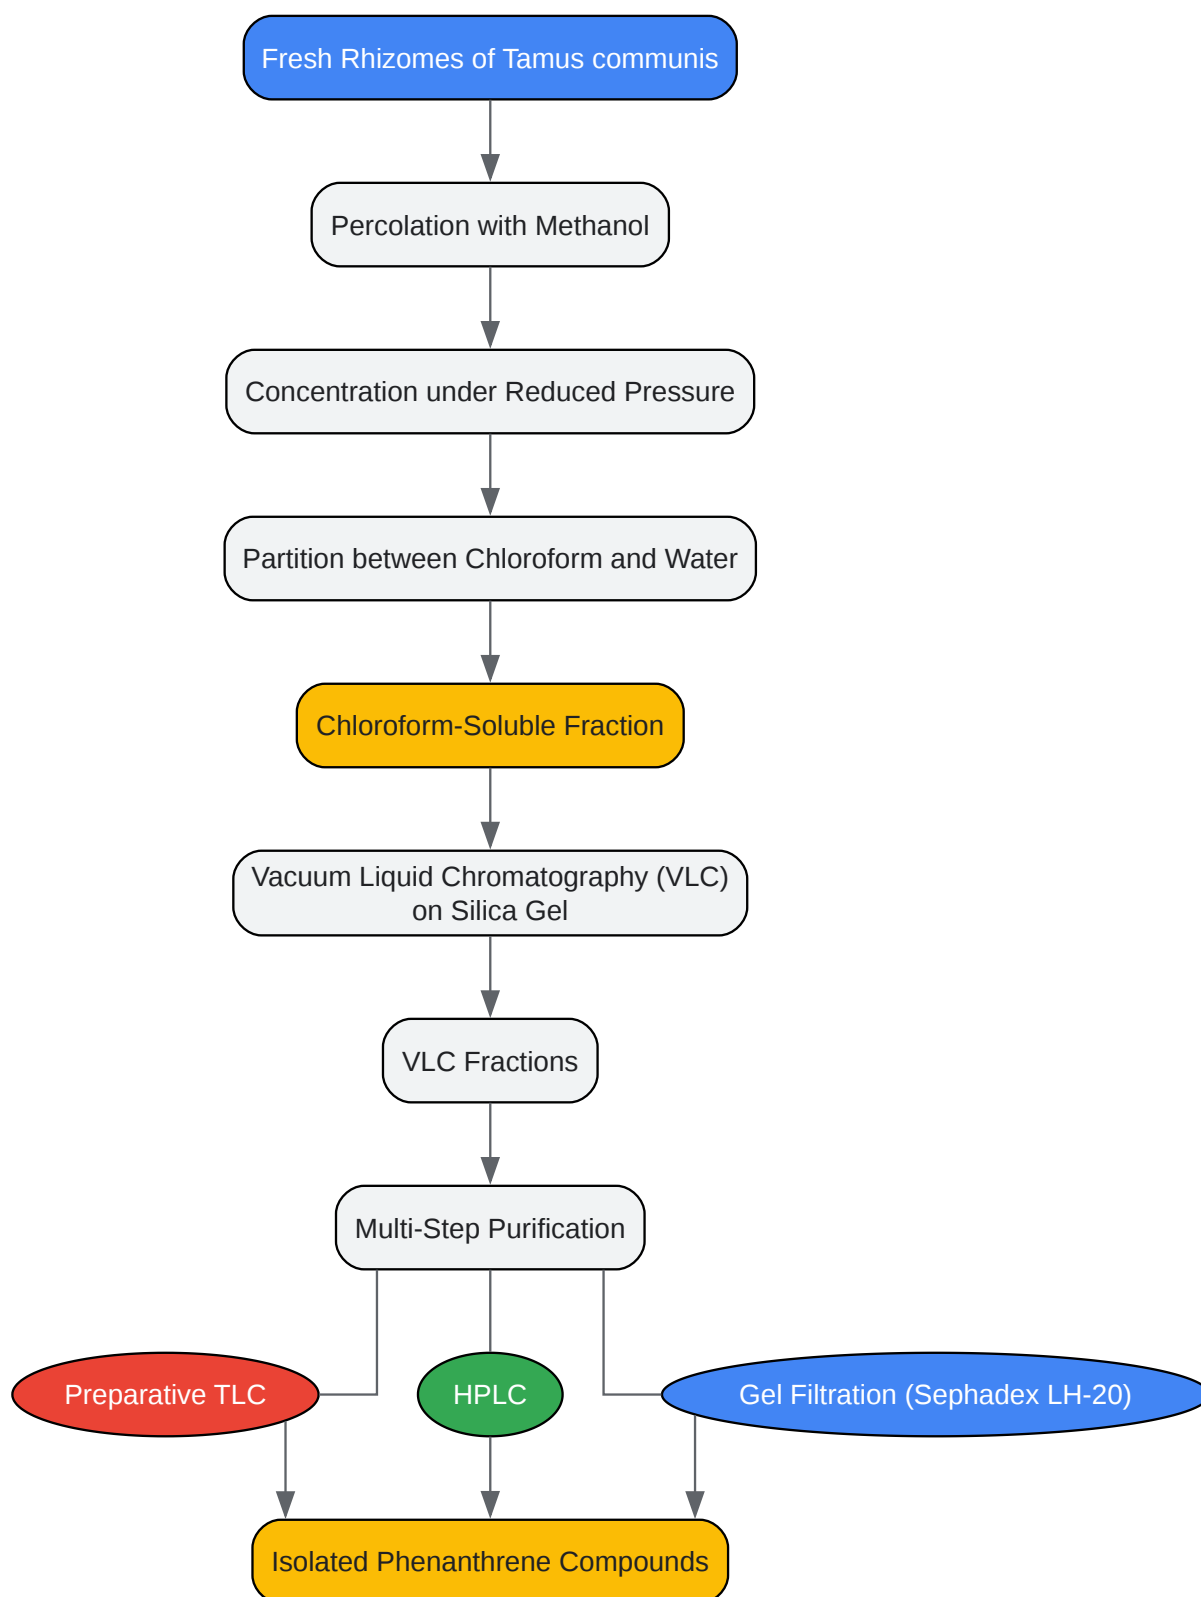 Fresh Rhizomes of Tamus communis
Percolation with Methanol
Concentration under Reduced Pressure
Partition between Chloroform and Water
Chloroform-Soluble Fraction
Vacuum Liquid Chromatography (VLC)
on Silica Gel
VLC Fractions
Multi-Step Purification
Preparative TLC
HPLC
Gel Filtration (Sephadex LH-20)
Isolated Phenanthrene Compounds